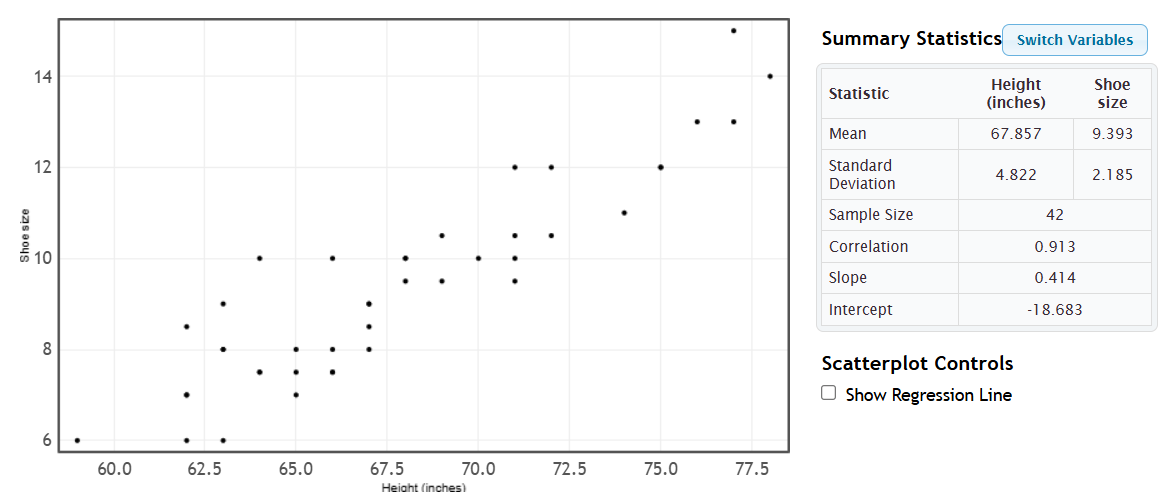 14
12
10
8
6
Shoe size
60.0 62.5 65.0 67.5 70.0 72.5 75.0 77.5
Height (inches)
Summary Statistics Switch Variables
Statistic Height (inches) Shoe size
Mean 67.857 9.393
Standard Deviation 4.822 2.185
Sample Size 42
Correlation 0.913
Slope 0.414
Intercept -18.683
Scatterplot Controls
Show Regression Line